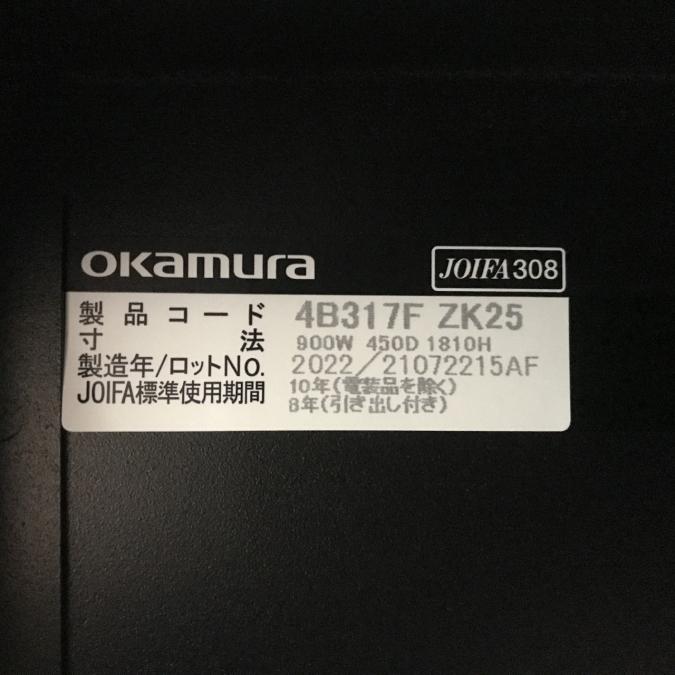 okamura
JOIFA308
製品コード 4B317F ZK25
寸法 900W 450D 1810H
製造年/ロットNo. 2022/21072215AF
JOIFA標準使用期間 10年(電装品を除く)
8年(引き出し付き)